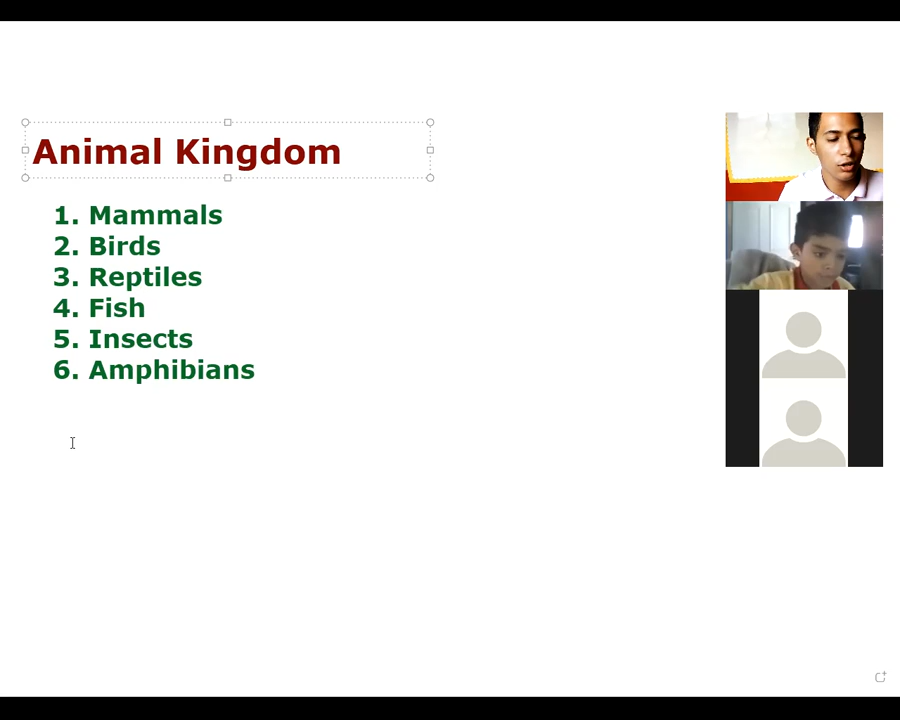 Animal Kingdom
1. Mammals
2. Birds
3. Reptiles
4. Fish
5. Insects
6. Amphibians